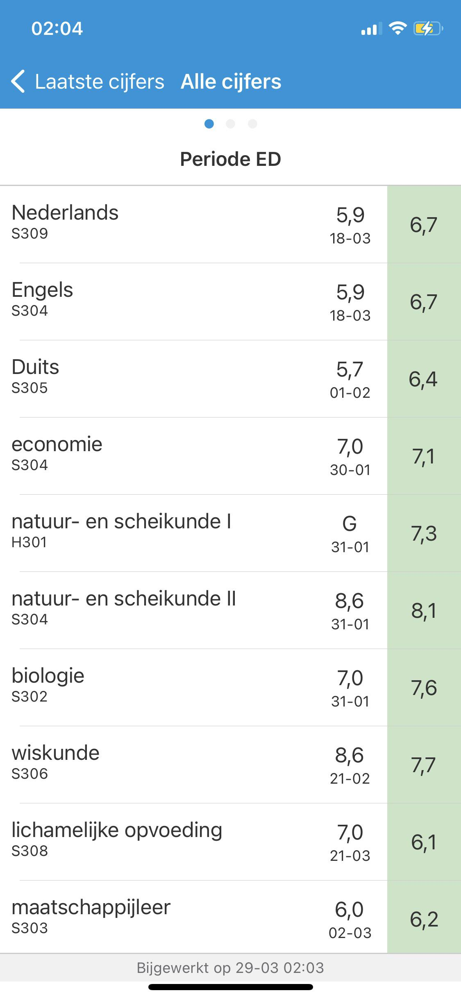 02:04
Laatste cijfers Alle cijfers
Periode ED
Nederlands 5,9 6,7
S309 18-03
Engels 5,9 6,7
S304 18-03
Duits 5,7 6,4
S305 01-02
economie 7,0 7,1
S304 30-01
natuur- en scheikunde I G 7,3
H301 31-01
natuur- en scheikunde II 8,6 8,1
S304 31-01
biologie 7,0 7,6
S302 31-01
wiskunde 8,6 7,7
S306 21-02
lichamelijke opvoeding 7,0 6,1
S308 21-03
maatschappijleer 6,0 6,2
S303 02-03
Bijgewerkt op 29-03 02:03